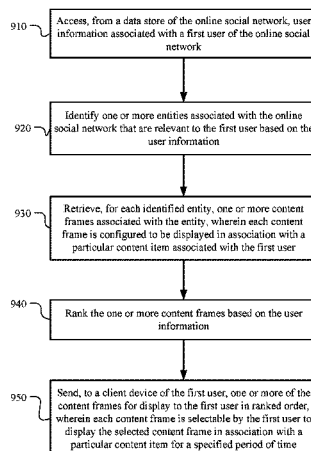 910
Access, from a data store of the online social network, user
information associated with a first user of the online social
network
920
Identify one or more entities associated with the online
social network that are relevant to the first user based on the
user information
930
Retrieve, for each identified entity, one or more content
frames associated with the entity, wherein each content
frame is configured to be displayed in association with a
particular content item associated with the first user
940
Rank the one or more content frames based on the user
information
950
Send, to a client device of the first user, one or more of the
content frames for display to the first user in ranked order,
wherein each content frame is selectable by the first user to
display the selected content frame in association with a
particular content item for a specified period of time